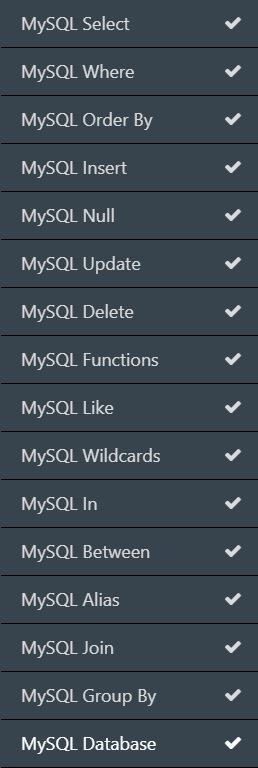 MySQL Select
MySQL Where
MySQL Order By
MySQL Insert
MySQL Null
MySQL Update
MySQL Delete
MySQL Functions
MySQL Like
MySQL Wildcards
MySQL In
MySQL Between
MySQL Alias
MySQL Join
MySQL Group By
MySQL Database